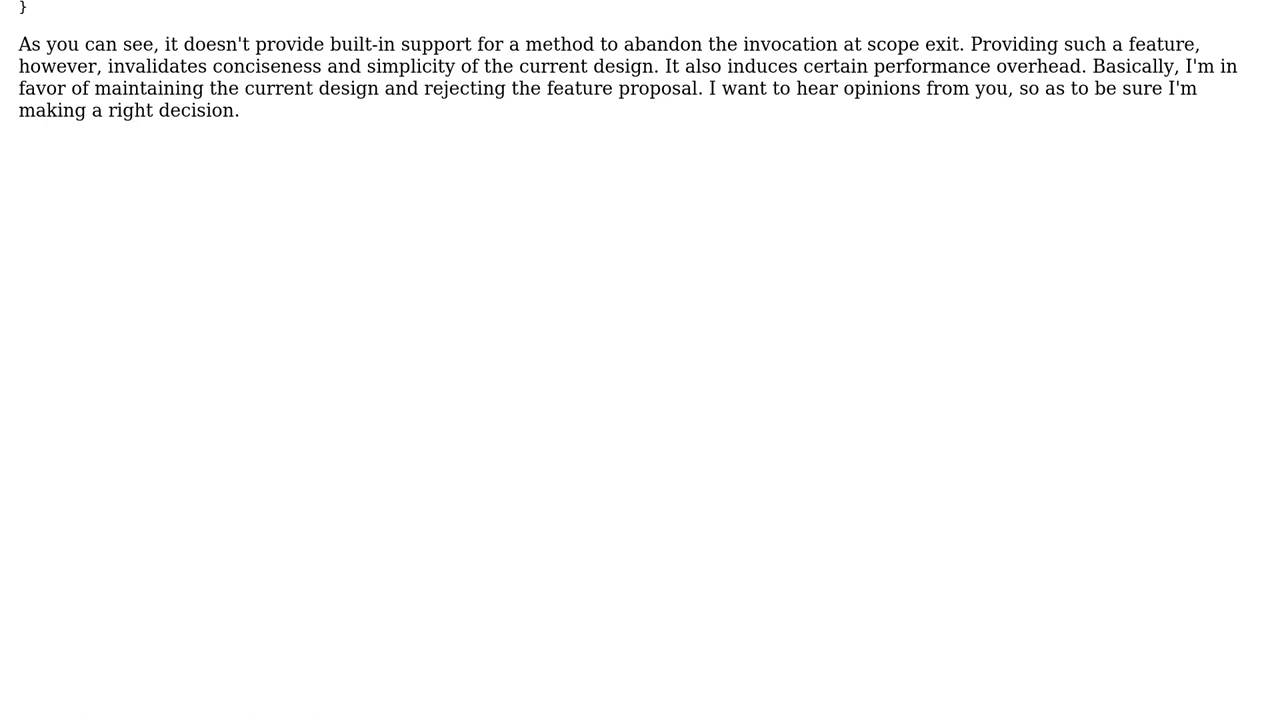 }
As you can see, it doesn't provide built-in support for a method to abandon the invocation at scope exit. Providing such a feature,
however, invalidates conciseness and simplicity of the current design. It also induces certain performance overhead. Basically, I'm in
favor of maintaining the current design and rejecting the feature proposal. I want to hear opinions from you, so as to be sure I'm
making a right decision.